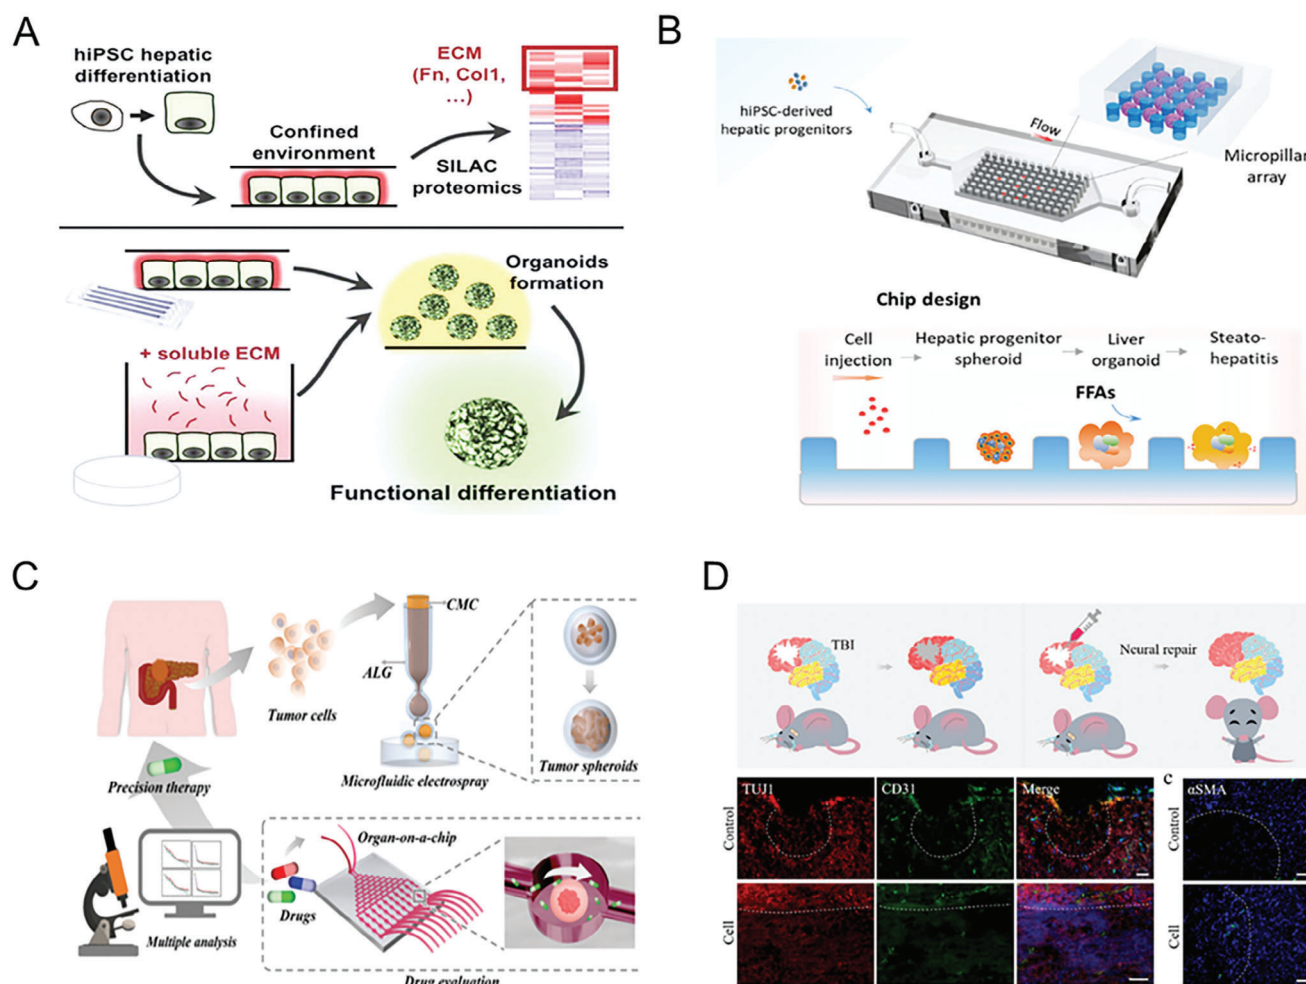 A
hiPSC hepatic
differentiation
Confined
environment
ECM
(Fn, Col1,
...)
SILAC
proteomics
+ soluble ECM
Organoids
formation
Functional differentiation
B
hiPSC-derived
hepatic progenitors
Flow
Micropillar
array
Chip design
Cell
injection
Hepatic progenitor
spheroid
Liver
organoid
Steato-
hepatitis
FFAs
C
Tumor cells
CMC
ALG
Microfluidic electrospray
Tumor spheroids
Precision therapy
Multiple analysis
Organ-on-a-chip
Drugs
Drug evaluation
D
TBI
Neural repair
TUJ1
CD31
Merge
c
αSMA
Control
Cell
Control
Cell